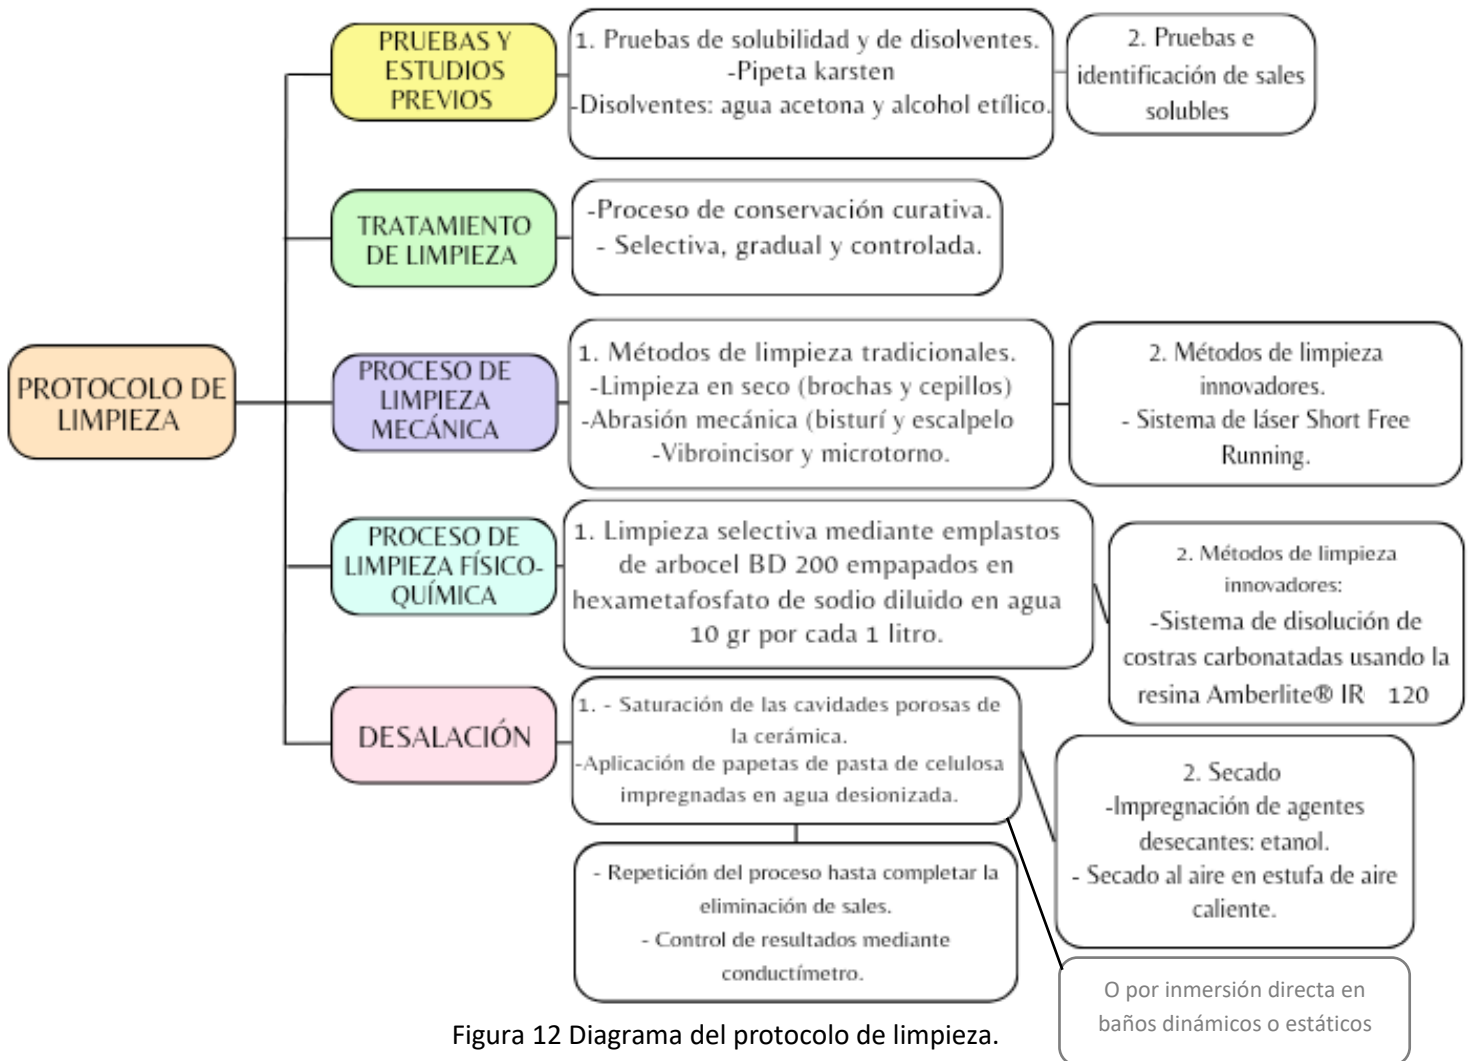 PROTOCOLO DE
LIMPIEZA
PRUEBAS Y
ESTUDIOS
PREVIOS
1. Pruebas de solubilidad y de disolventes.
-Pipeta karsten
-Disolventes: agua acetona y alcohol etílico.
2. Pruebas e
identificación de sales
solubles
TRATAMIENTO
DE LIMPIEZA
-Proceso de conservación curativa.
- Selectiva, gradual y controlada.
PROCESO DE
LIMPIEZA
MECÁNICA
1. Métodos de limpieza tradicionales.
-Limpieza en seco (brochas y cepillos)
-Abrasión mecánica (bisturí y escalpelo
-Vibroincisor y microtorno.
2. Métodos de limpieza
innovadores.
- Sistema de láser Short Free
Running.
PROCESO DE
LIMPIEZA FÍSICO-
QUÍMICA
1. Limpieza selectiva mediante emplastos
de arbocel BD 200 empapados en
hexametafosfato de sodio diluido en agua
10 gr por cada 1 litro.
2. Métodos de limpieza
innovadores:
-Sistema de disolución de
costras carbonatadas usando la
resina Amberlite® IR 120
DESALACIÓN
1. - Saturación de las cavidades porosas de
la cerámica.
-Aplicación de papetas de pasta de celulosa
impregnadas en agua desionizada.
2. Secado
-Impregnación de agentes
desecantes: etanol.
- Secado al aire en estufa de aire
caliente.
- Repetición del proceso hasta completar la
eliminación de sales.
- Control de resultados mediante
conductímetro.
O por inmersión directa en
baños dinámicos o estáticos
Figura 12 Diagrama del protocolo de limpieza.